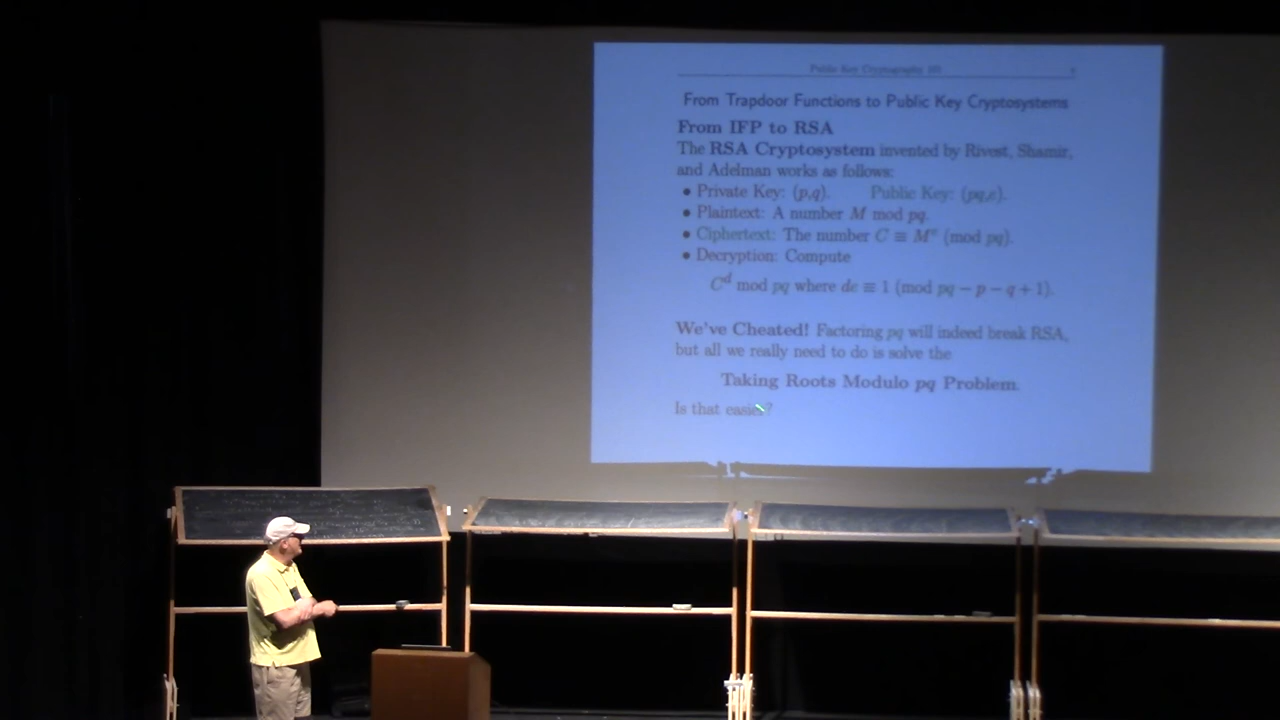 Public Key Cryptography 101
From Trapdoor Functions to Public Key Cryptosystems
From IFP to RSA
The RSA Cryptosystem invented by Rivest, Shamir,
and Adelman works as follows:
• Private Key: (p,q). Public Key: (pq,e).
• Plaintext: A number M mod pq.
• Ciphertext: The number C ≡ Mᵉ (mod pq).
• Decryption: Compute
Cᵈ mod pq where de ≡ 1 (mod pq − p − q + 1).
We've Cheated! Factoring pq will indeed break RSA,
but all we really need to do is solve the
Taking Roots Modulo pq Problem.
Is that easier?